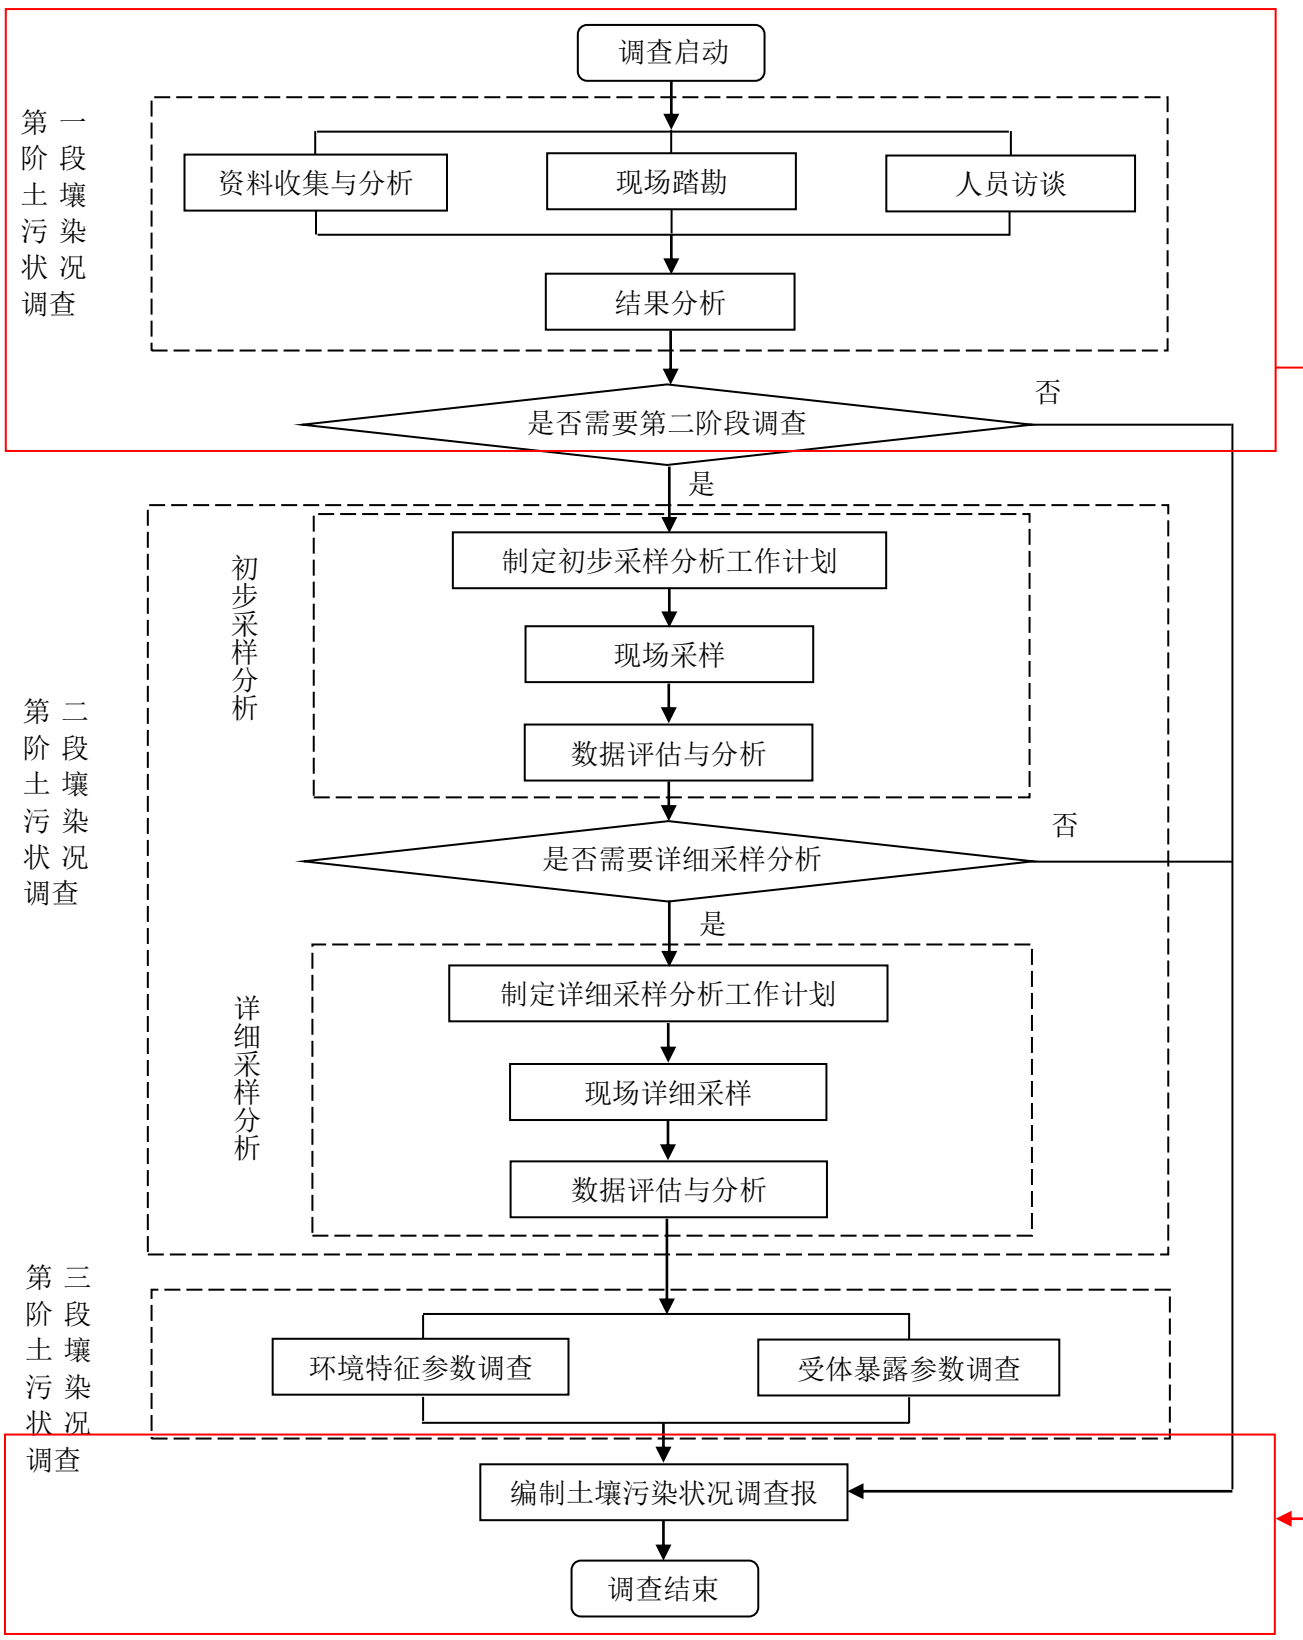 调查启动
第一
阶段
土壤
污染
状况
调查
资料收集与分析
现场踏勘
人员访谈
结果分析
否
是否需要第二阶段调查
是
初步采样分析
制定初步采样分析工作计划
现场采样
第二
阶段
土壤
污染
状况
调查
数据评估与分析
否
是否需要详细采样分析
是
详细采样分析
制定详细采样分析工作计划
现场详细采样
数据评估与分析
第三
阶段
土壤
污染
状况
调查
环境特征参数调查
受体暴露参数调查
编制土壤污染状况调查报
调查结束